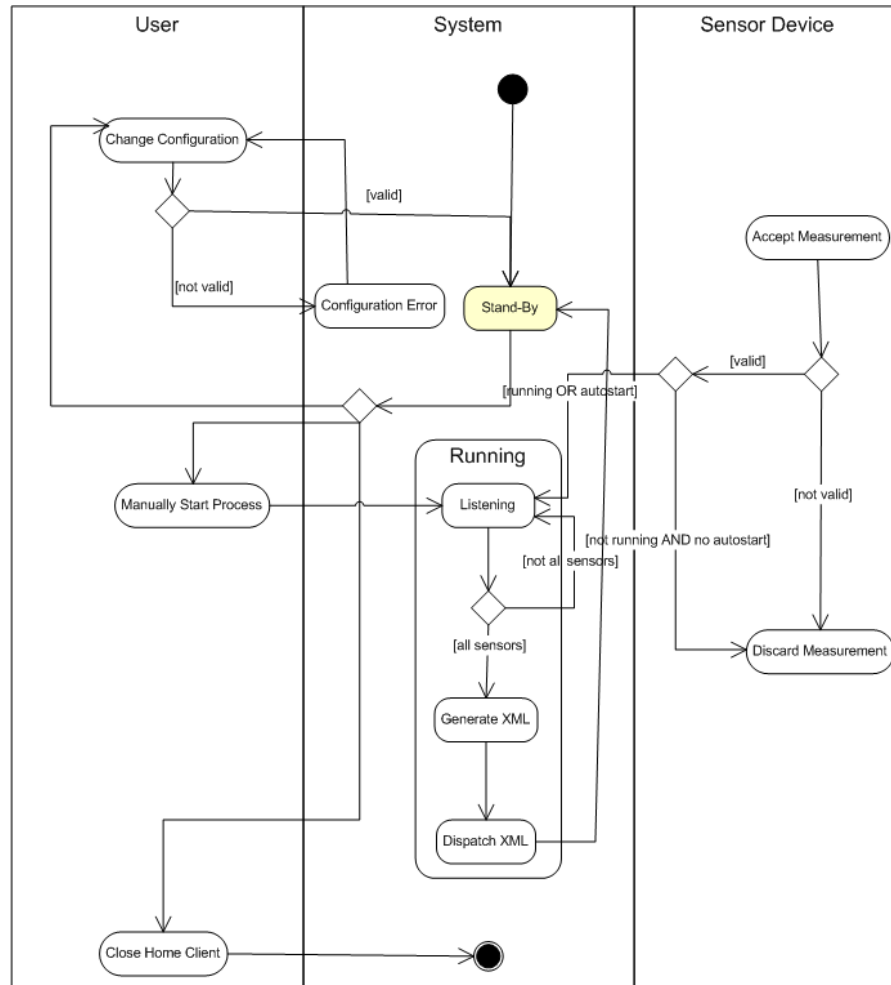 User
System
Sensor Device
Change Configuration
[valid]
Accept Measurement
[not valid]
Configuration Error
Stand-By
[valid]
[running OR autostart]
Running
Manually Start Process
Listening
[not valid]
[not running AND no autostart]
[not all sensors]
[all sensors]
Discard Measurement
Generate XML
Dispatch XML
Close Home Client